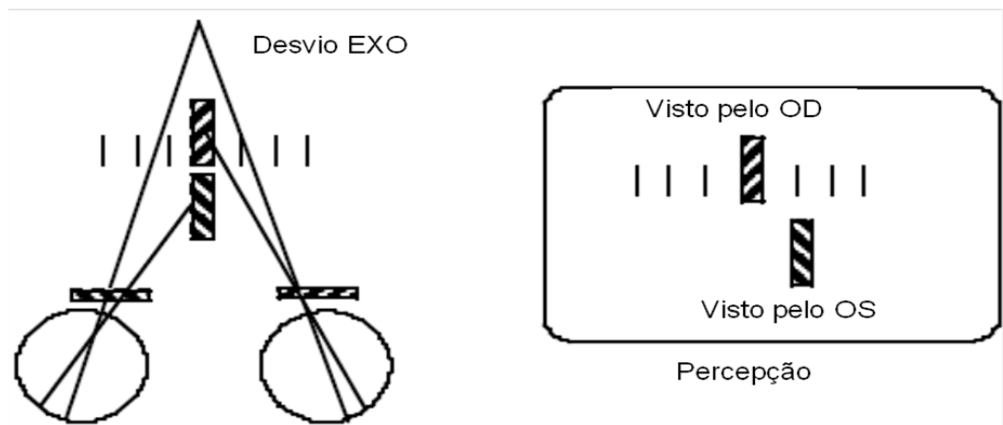 Desvio EXO
Visto pelo OD
Visto pelo OS
Percepção